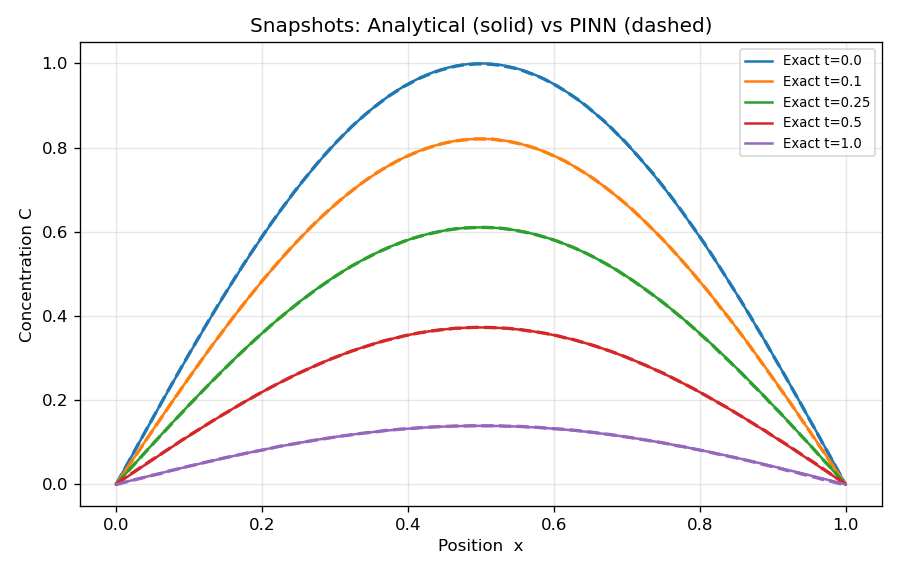 Snapshots: Analytical (solid) vs PINN (dashed)
Exact t=0.0
Exact t=0.1
Exact t=0.25
Exact t=0.5
Exact t=1.0
Concentration C
1.0
0.8
0.6
0.4
0.2
0.0
0.0 0.2 0.4 0.6 0.8 1.0
Position  x